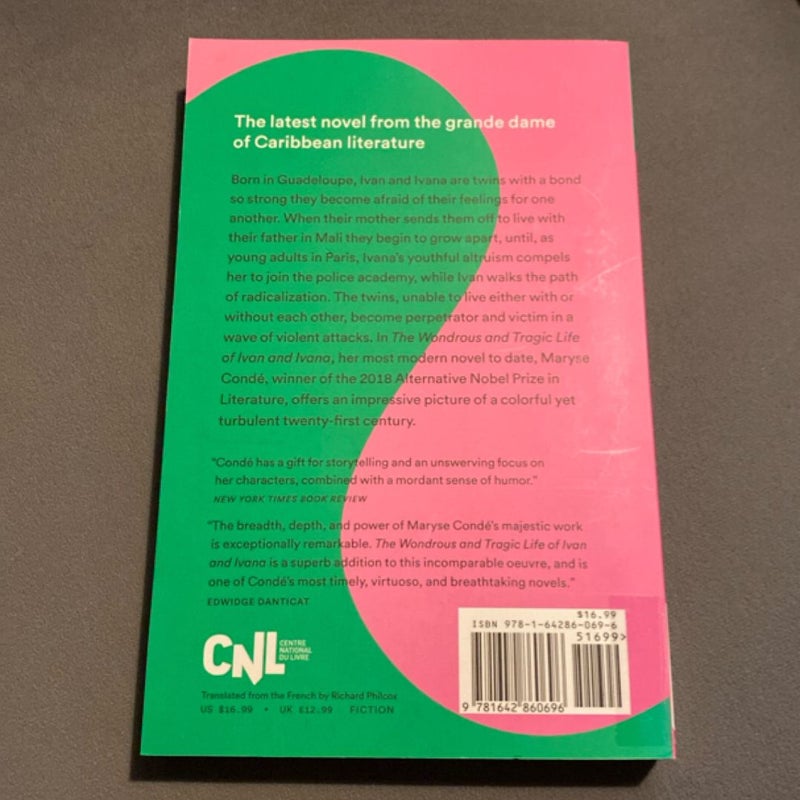 The latest novel from the grande dame
of Caribbean literature
Born in Guadeloupe, Ivan and Ivana are twins with a bond
so strong they become afraid of their feelings for one
another. When their mother sends them off to live with
their father in Mali they begin to grow apart, until, as
young adults in Paris, Ivana's youthful altruism compels
her to join the police academy, while Ivan walks the path
of radicalization. The twins, unable to live either with or
without each other, become perpetrator and victim in a
wave of violent attacks. In The Wondrous and Tragic Life
of Ivan and Ivana, her most modern novel to date, Maryse
Condé, winner of the 2018 Alternative Nobel Prize in
Literature, offers an impressive picture of a colorful yet
turbulent twenty-first century.
"Condé has a gift for storytelling and an unswerving focus on
her characters, combined with a mordant sense of humor."
NEW YORK TIMES BOOK REVIEW
"The breadth, depth, and power of Maryse Condé's majestic work
is exceptionally remarkable. The Wondrous and Tragic Life of Ivan
and Ivana is a superb addition to this incomparable oeuvre, and is
one of Condé's most timely, virtuoso, and breathtaking novels."
EDWIDGE DANTICAT
CNL
CENTRE
NATIONAL
DU LIVRE
Translated from the French by Richard Philcox
US $16.99 • UK £12.99 FICTION
$16.99
ISBN 978-1-64286-069-6
51699>
9 781642 860696